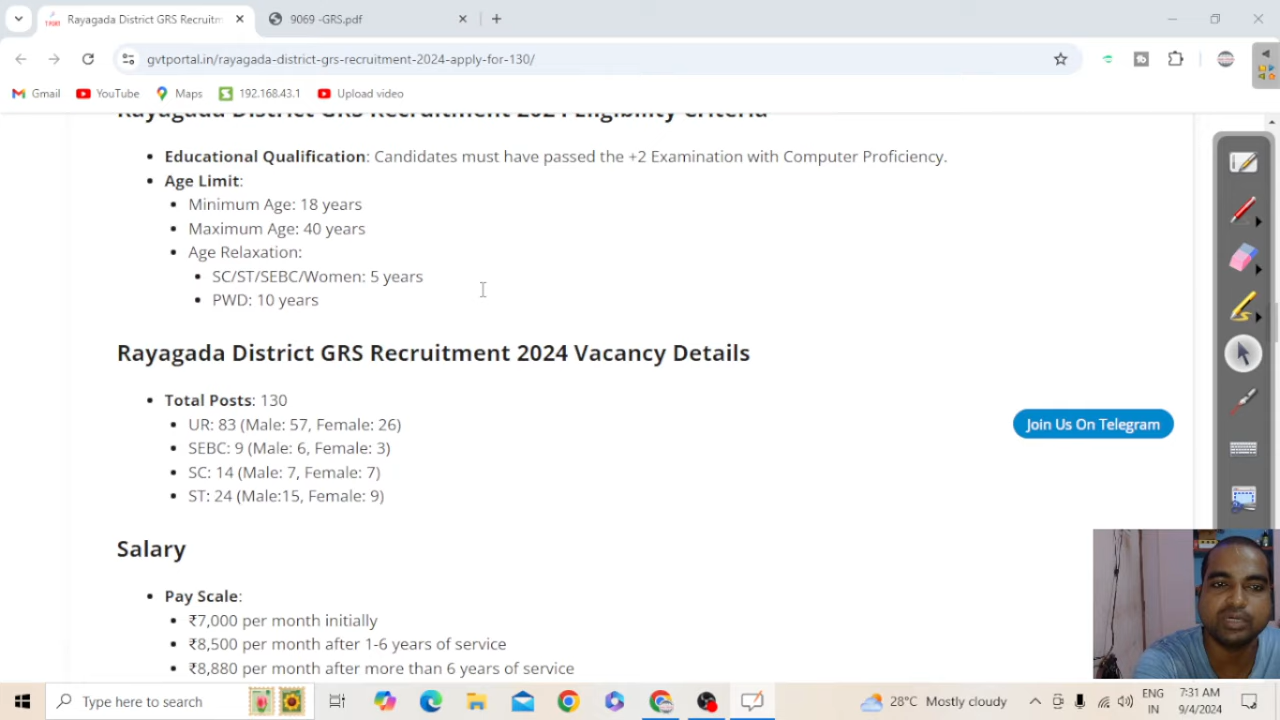 Rayagada District GRS Recruitm
9069 -GRS.pdf
gvtportal.in/rayagada-district-grs-recruitment-2024-apply-for-130/
Gmail
YouTube
Maps
192.168.43.1
Upload video
Rayagada District GRS Recruitment 2024 Eligibility Criteria
• Educational Qualification: Candidates must have passed the +2 Examination with Computer Proficiency.
• Age Limit:
• Minimum Age: 18 years
• Maximum Age: 40 years
• Age Relaxation:
• SC/ST/SEBC/Women: 5 years
• PWD: 10 years
Rayagada District GRS Recruitment 2024 Vacancy Details
• Total Posts: 130
• UR: 83 (Male: 57, Female: 26)
Join Us On Telegram
• SEBC: 9 (Male: 6, Female: 3)
• SC: 14 (Male: 7, Female: 7)
• ST: 24 (Male:15, Female: 9)
Salary
• Pay Scale:
• ₹7,000 per month initially
• ₹8,500 per month after 1-6 years of service
• ₹8,880 per month after more than 6 years of service
Type here to search
28°C Mostly cloudy
ENG
IN
7:31 AM
9/4/2024